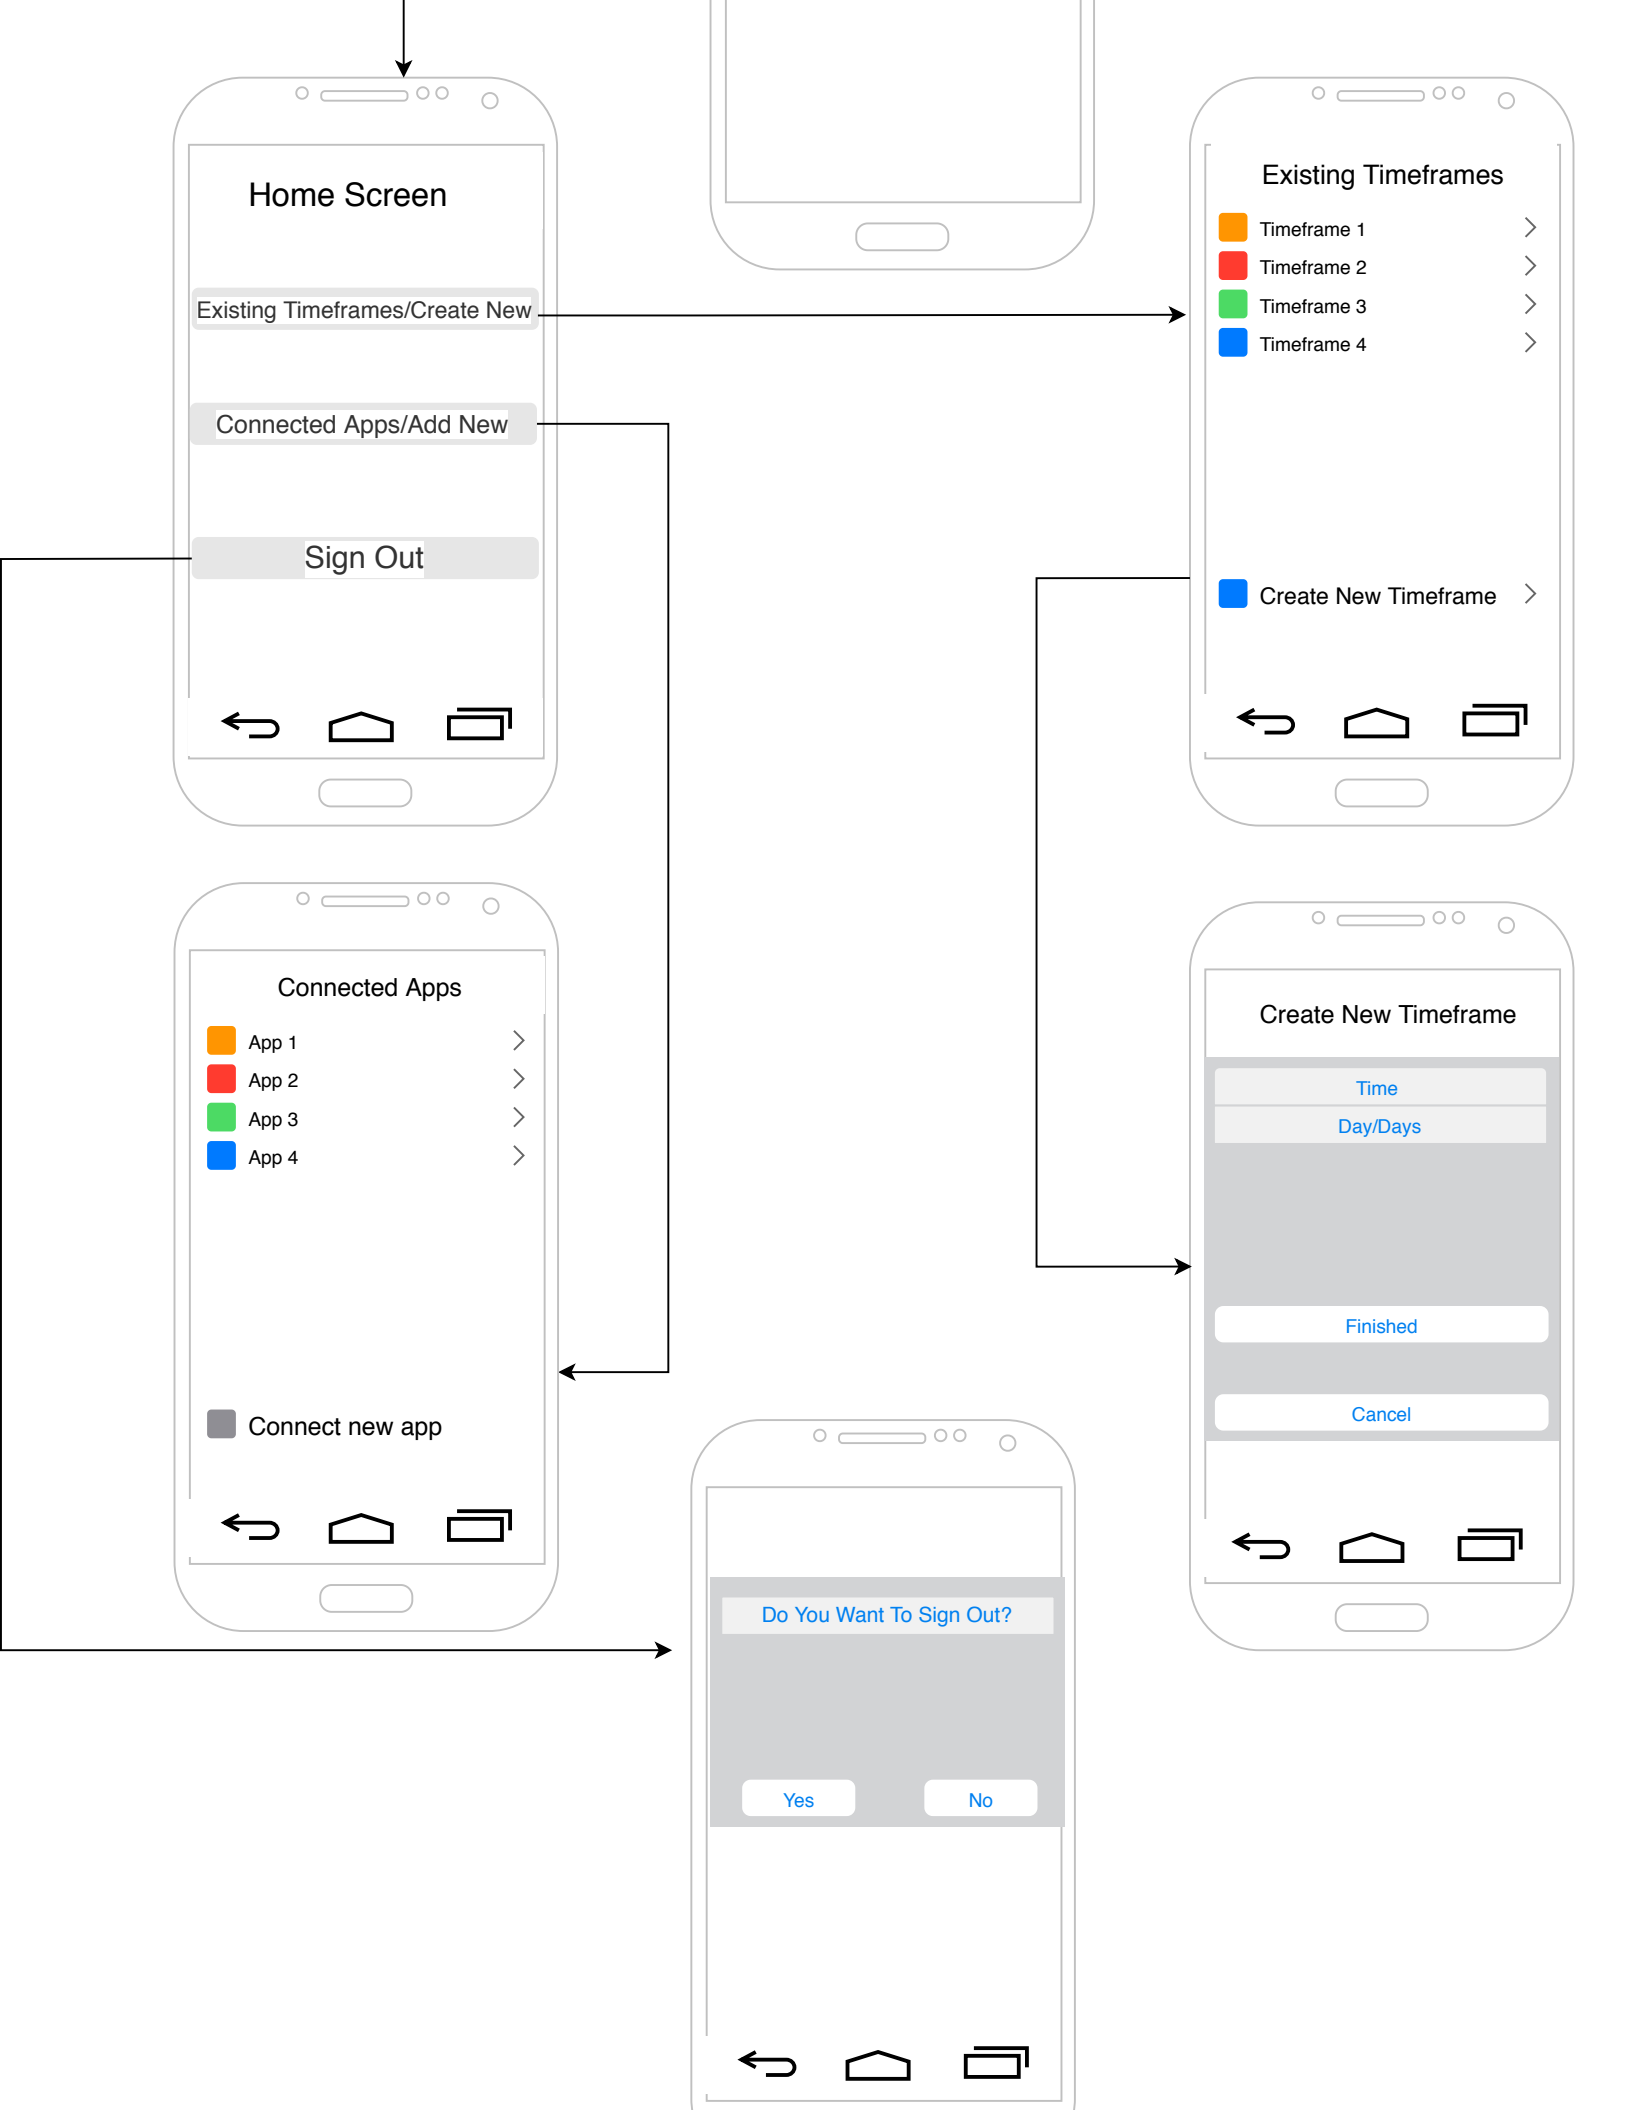 Home Screen
Existing Timeframes/Create New
Connected Apps/Add New
Sign Out
Existing Timeframes
Timeframe 1
Timeframe 2
Timeframe 3
Timeframe 4
Create New Timeframe
Connected Apps
App 1
App 2
App 3
App 4
Connect new app
Create New Timeframe
Time
Day/Days
Finished
Cancel
Do You Want To Sign Out?
Yes
No